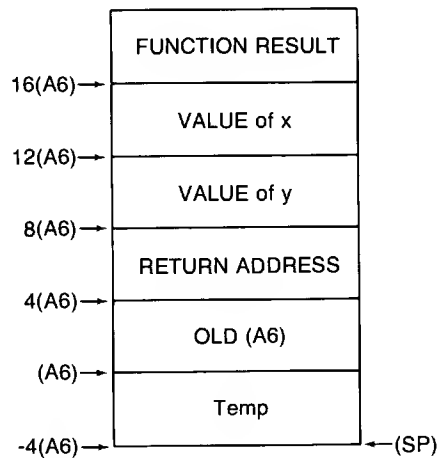 FUNCTION RESULT
16(A6)
VALUE of x
12(A6)
VALUE of y
8(A6)
RETURN ADDRESS
4(A6)
OLD (A6)
(A6)
Temp
-4(A6)
(SP)